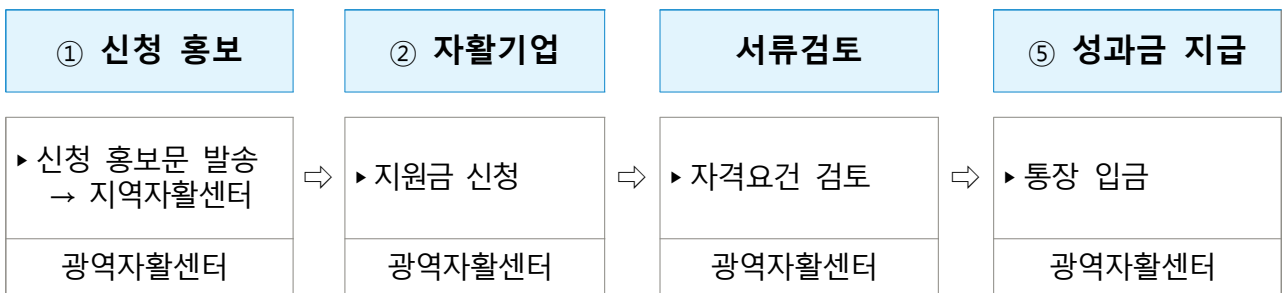 ① 신청 홍보
② 자활기업
서류검토
⑤ 성과금 지급
▸신청 홍보문 발송
→ 지역자활센터
⇨
▸지원금 신청
⇨
▸자격요건 검토
⇨
▸통장 입금
광역자활센터
광역자활센터
광역자활센터
광역자활센터